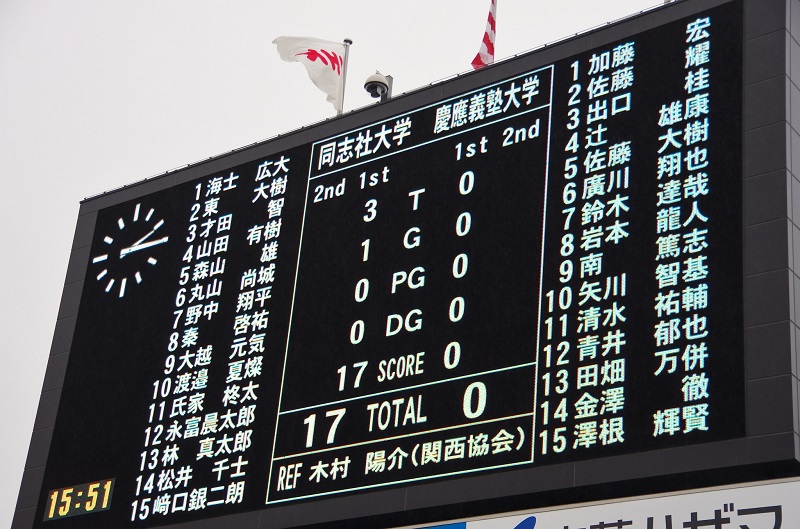 同志社大学 慶應義塾大学
2nd 1st 1st 2nd
3 T 0
1 G 0
0 PG 0
0 DG 0
17 SCORE 0
17 TOTAL 0
REF 木村 陽介(関西協会)
1 海士 広大
2 東 大樹
3 才田 智
4 山田 有樹
5 森山 雄
6 丸山 尚城
7 野中 翔平
8 秦 啓祐
9 大越 元気
10 渡邉 夏燦
11 氏家 柊太
12 永富晨太郎
13 林 真太郎
14 松井 千士
15 﨑口銀二朗
1 加藤 宏
2 佐藤 耀
3 出口 桂
4 辻 雄康
5 佐藤 大樹
6 廣川 翔也
7 鈴木 達哉
8 岩本 龍人
9 南 篤志
10 矢川 智基
11 清水 祐輔
12 青井 郁也
13 田畑 万併
14 金澤 徹
15 澤根 輝賢
15:51